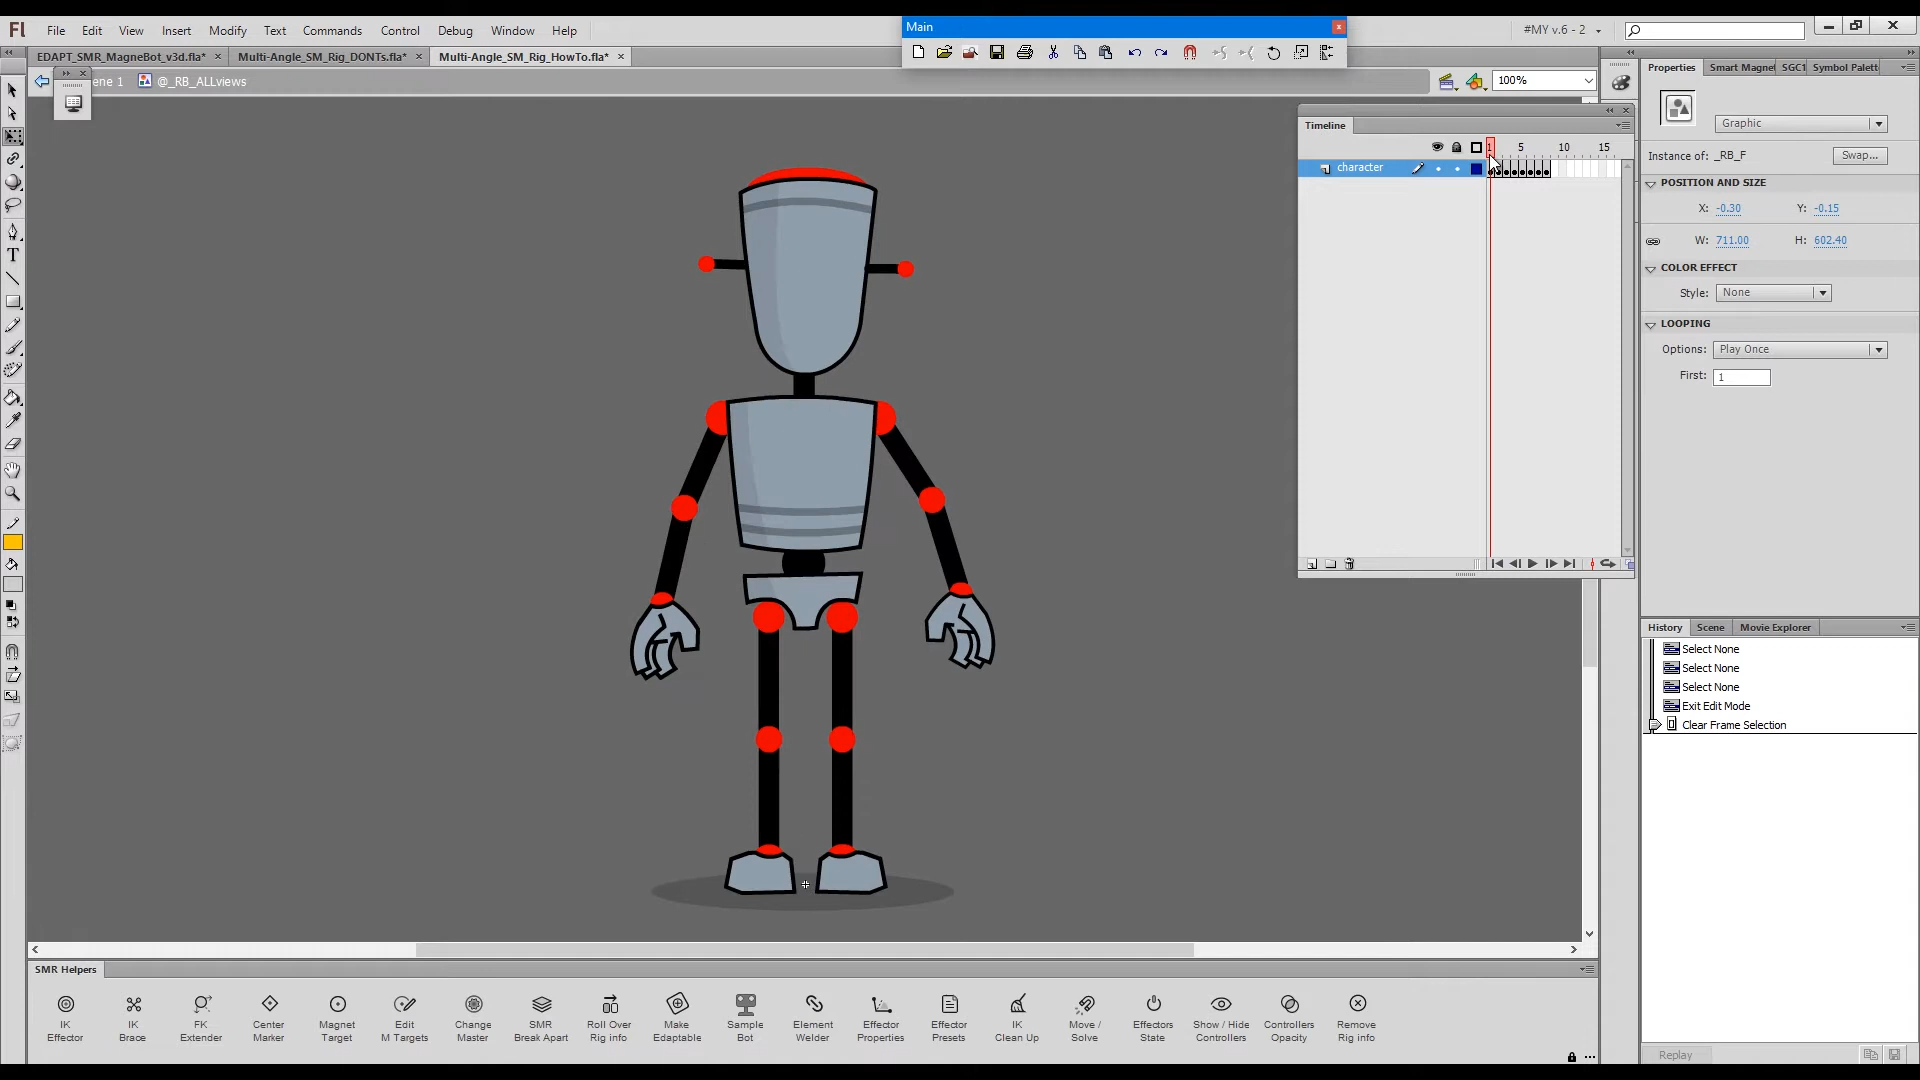 Fl File Edit View Insert Modify Text Commands Control Debug Window Help
Main
#MY v.6 - 2
EDAPT_SMR_MagneBot_v3d.fla* Multi-Angle_SM_Rig_DONTs.fla* Multi-Angle_SM_Rig_HowTo.fla*
ene 1 @_RB_ALLviews
100%
Timeline
1 5 10 15
character
Properties Smart Magnet SGC1 Symbol Palett
Graphic
Instance of: _RB_F Swap...
POSITION AND SIZE
X: -0.30 Y: -0.15
W: 711.00 H: 602.40
COLOR EFFECT
Style: None
LOOPING
Options: Play Once
First: 1
History Scene Movie Explorer
Select None
Select None
Select None
Exit Edit Mode
Clear Frame Selection
Replay
SMR Helpers
IK Effector
IK Brace
FK Extender
Center Marker
Magnet Target
Edit M Targets
Change Master
SMR Break Apart
Roll Over Rig info
Make Edaptable
Sample Bot
Element Welder
Effector Properties
Effector Presets
IK Clean Up
Move / Solve
Effectors State
Show / Hide Controllers
Controllers Opacity
Remove Rig info